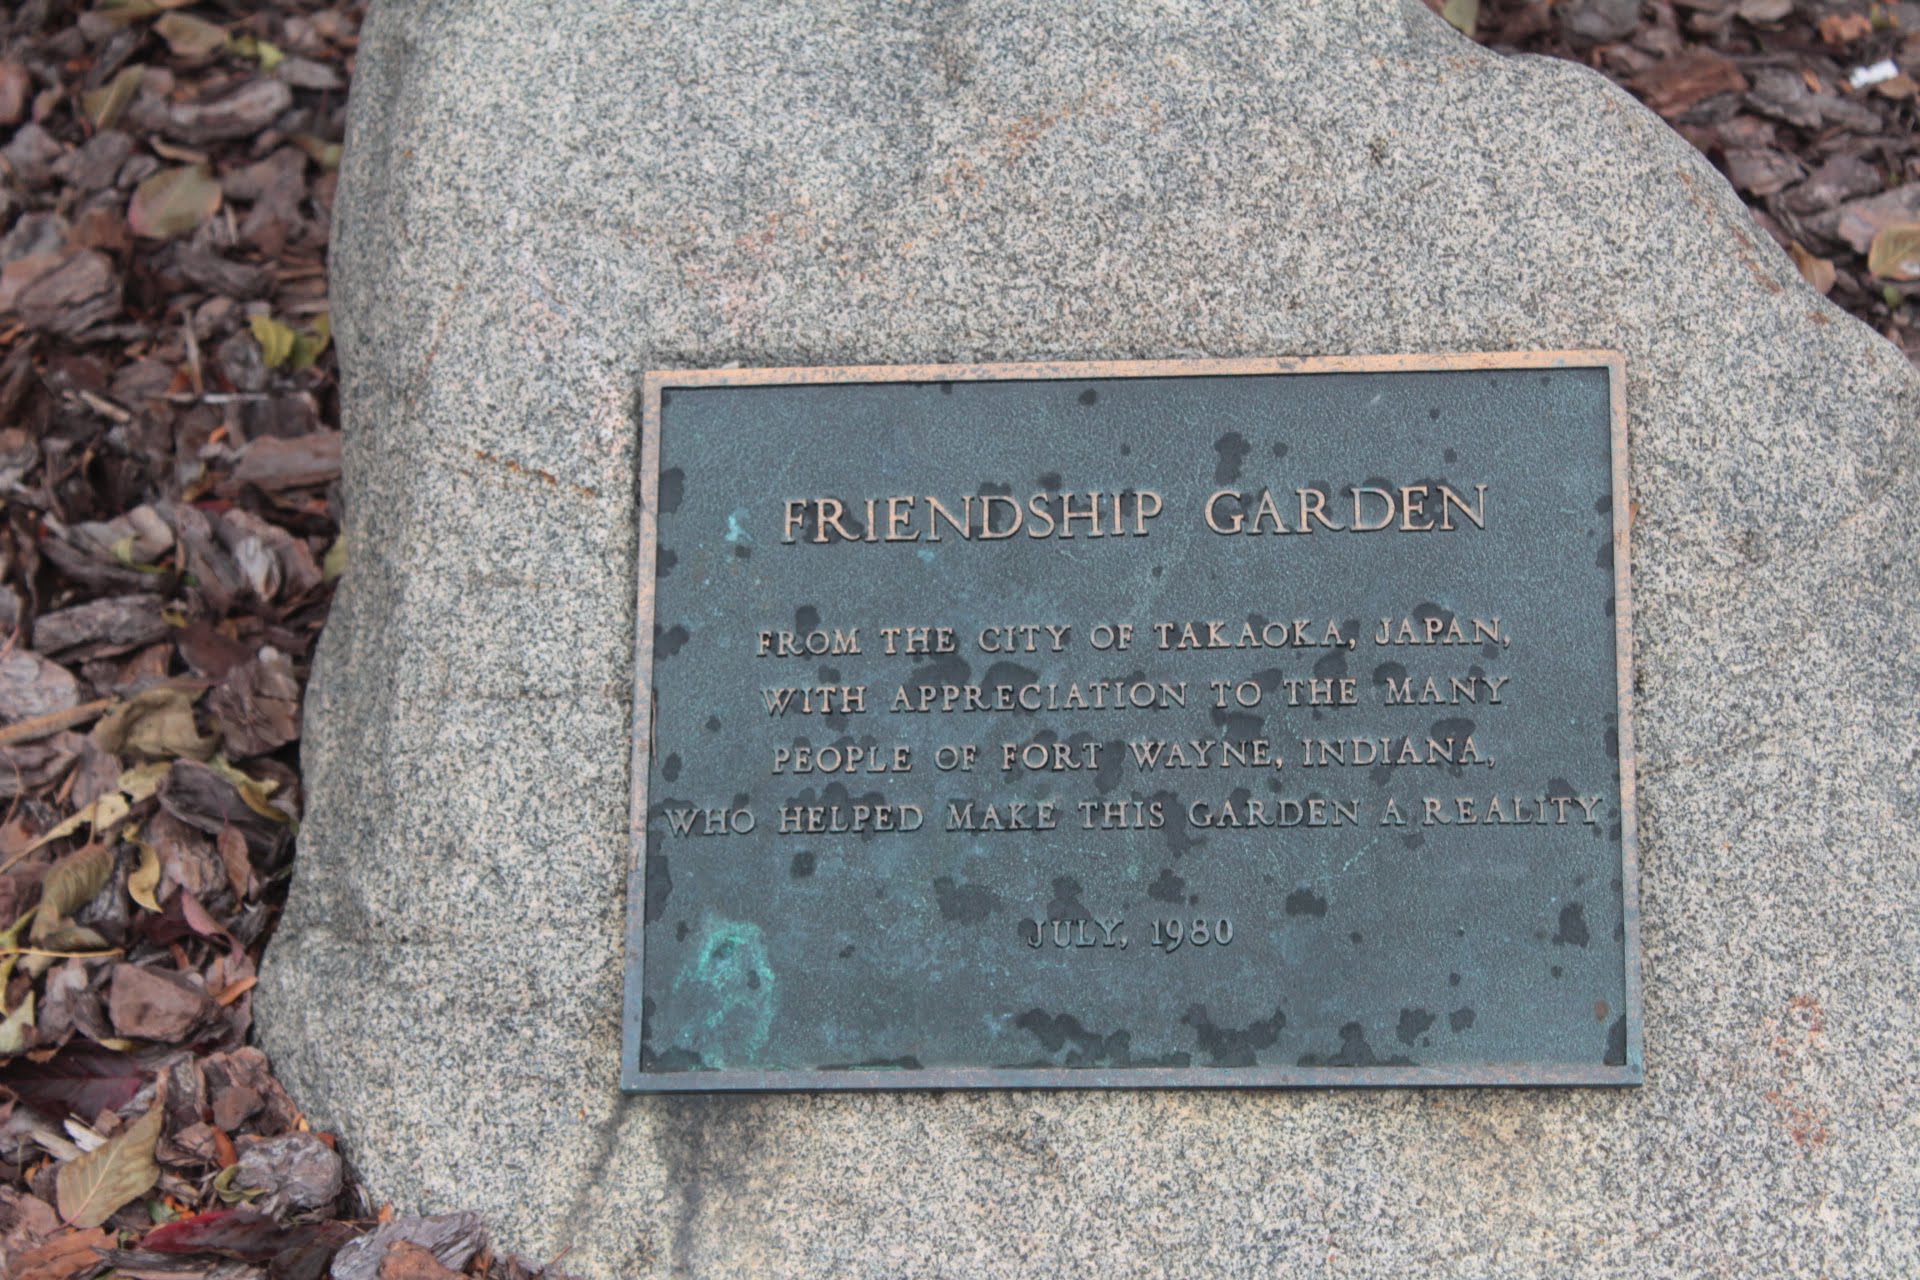 FRIENDSHIP GARDEN
FROM THE CITY OF TAKAOKA, JAPAN,
WITH APPRECIATION TO THE MANY
PEOPLE OF FORT WAYNE, INDIANA,
WHO HELPED MAKE THIS GARDEN A REALITY
JULY, 1980